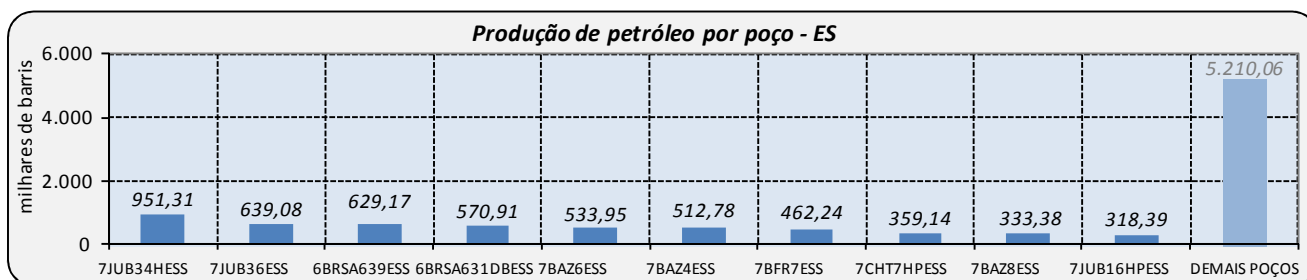 Produção de petróleo por poço - ES
milhares de barris
6.000
4.000
2.000
0
951,31
639,08
629,17
570,91
533,95
512,78
462,24
359,14
333,38
318,39
5.210,06
7JUB34HESS
7JUB36ESS
6BRSA639ESS
6BRSA631DBESS
7BAZ6ESS
7BAZ4ESS
7BFR7ESS
7CHT7HPESS
7BAZ8ESS
7JUB16HPESS
DEMAIS POÇOS